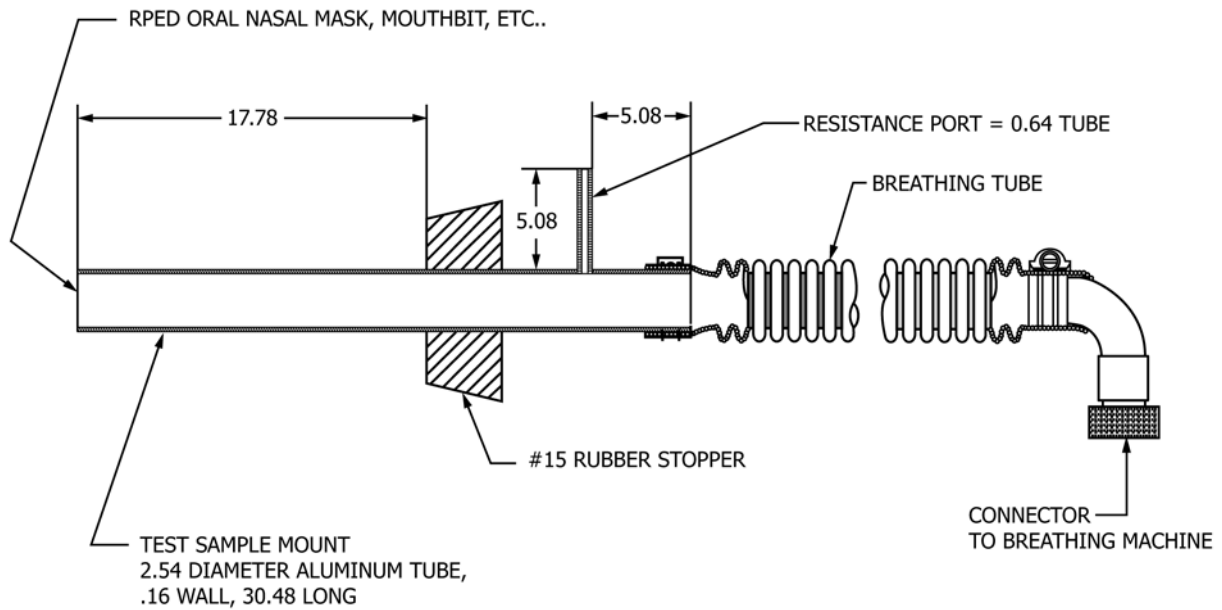 RPED ORAL NASAL MASK, MOUTHBIT, ETC..
17.78
5.08
RESISTANCE PORT = 0.64 TUBE
BREATHING TUBE
5.08
#15 RUBBER STOPPER
CONNECTOR
TO BREATHING MACHINE
TEST SAMPLE MOUNT
2.54 DIAMETER ALUMINUM TUBE,
.16 WALL, 30.48 LONG